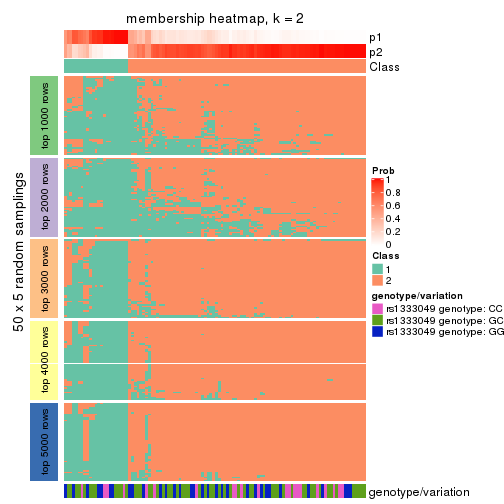 membership heatmap, k = 2
p1
p2
Class
50 x 5 random samplings
top 1000 rows
top 2000 rows
top 3000 rows
top 4000 rows
top 5000 rows
Prob
1
0.8
0.6
0.4
0.2
0
Class
1
2
genotype/variation
rs1333049 genotype: CC
rs1333049 genotype: GC
rs1333049 genotype: GG
genotype/variation